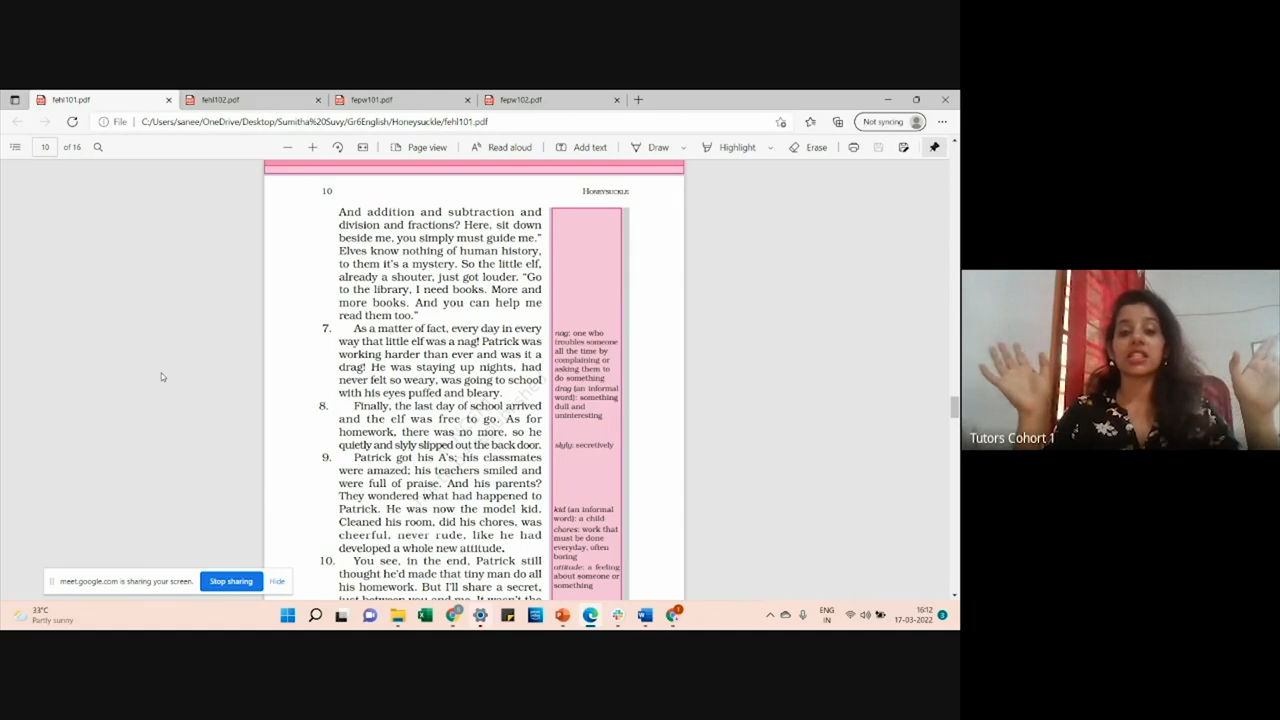 fehl101.pdf
fehl102.pdf
fepw101.pdf
fepw102.pdf
File
C:/Users/sanee/OneDrive/Desktop/Sumitha%20Suvy/Gr6English/Honeysuckle/fehl101.pdf
Not syncing
10
of 16
Page view
Read aloud
Add text
Draw
Highlight
Erase
10
HONEYSUCKLE
And addition and subtraction and
division and fractions? Here, sit down
beside me, you simply must guide me.”
Elves know nothing of human history,
to them it’s a mystery. So the little elf,
already a shouter, just got louder. “Go
to the library, I need books. More and
more books. And you can help me
read them too.”
7. As a matter of fact, every day in every
way that little elf was a nag! Patrick was
working harder than ever and was it a
drag! He was staying up nights, had
never felt so weary, was going to school
with his eyes puffed and bleary.
8. Finally, the last day of school arrived
and the elf was free to go. As for
homework, there was no more, so he
quietly and slyly slipped out the back door.
9. Patrick got his A’s; his classmates
were amazed; his teachers smiled and
were full of praise. And his parents?
They wondered what had happened to
Patrick. He was now the model kid.
Cleaned his room, did his chores, was
cheerful, never rude, like he had
developed a whole new attitude.
10. You see, in the end, Patrick still
thought he’d made that tiny man do all
his homework. But I’ll share a secret,
just between you and me. It wasn’t the
nag: one who
troubles someone
all the time by
complaining or
asking them to
do something
drag (an informal
word): something
dull and
uninteresting
slyly: secretively
kid (an informal
word): a child
chores: work that
must be done
everyday, often
boring
attitude: a feeling
about someone or
something
Tutors Cohort 1
meet.google.com is sharing your screen.
Stop sharing
Hide
33°C
Partly sunny
ENG
IN
16:12
17-03-2022